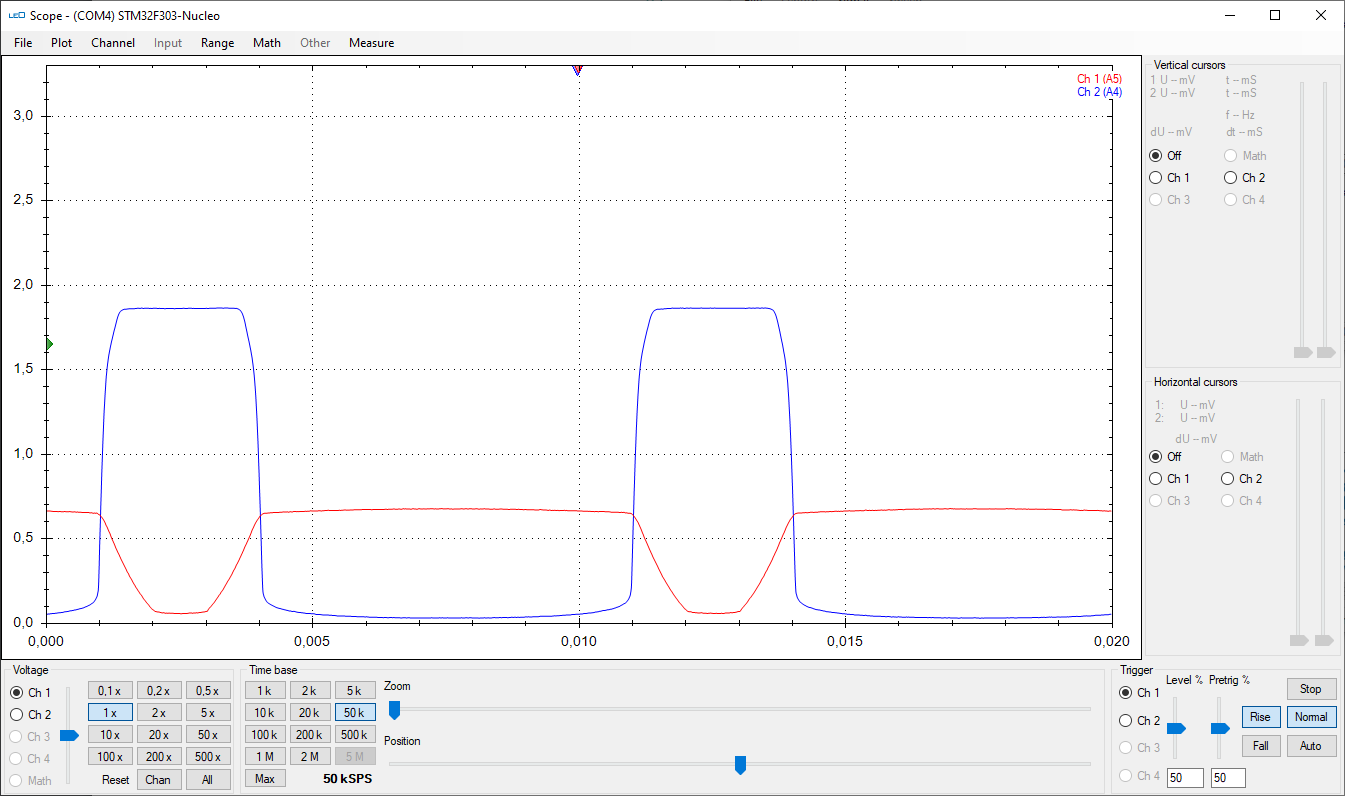 LEO Scope - (COM4) STM32F303-Nucleo
File Plot Channel Input Range Math Other Measure
Ch 1 (A5)
Ch 2 (A4)
3,0
2,5
2,0
1,5
1,0
0,5
0,0
0,000 0,005 0,010 0,015 0,020
Vertical cursors
1 U -- mV t -- mS
2 U -- mV t -- mS
f -- Hz
dU -- mV dt -- mS
Off Math
Ch 1 Ch 2
Ch 3 Ch 4
Horizontal cursors
1: U -- mV
2: U -- mV
dU -- mV
Off Math
Ch 1 Ch 2
Ch 3 Ch 4
Voltage
Ch 1 0,1 x 0,2 x 0,5 x
Ch 2 1 x 2 x 5 x
Ch 3 10 x 20 x 50 x
Ch 4 100 x 200 x 500 x
Math Reset Chan All
Time base
1 k 2 k 5 k
10 k 20 k 50 k
100 k 200 k 500 k
1 M 2 M 5 M
Max 50 kSPS
Zoom
Position
Trigger
Level % Pretrig %
Ch 1 Stop
Ch 2 Rise Normal
Ch 3 Fall Auto
Ch 4 50 50